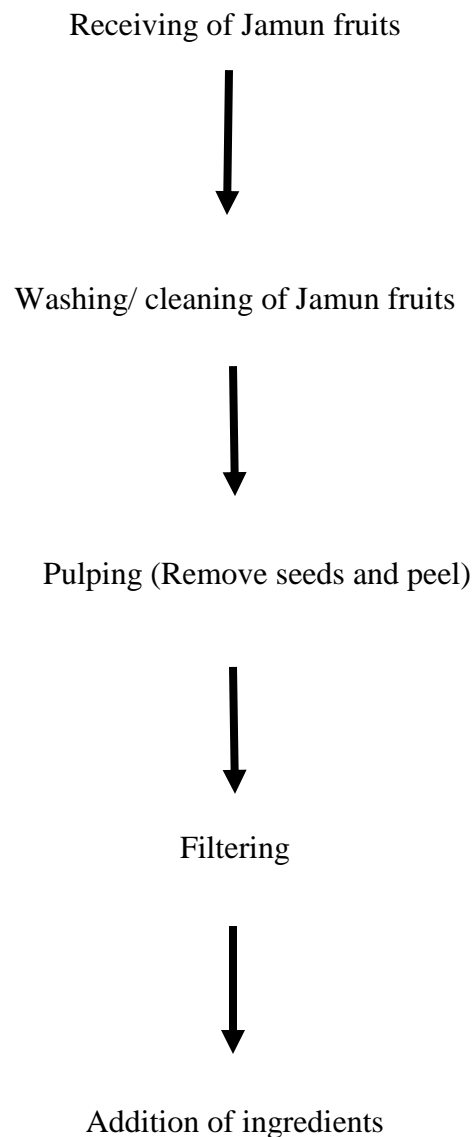 Receiving of Jamun fruits
Washing/ cleaning of Jamun fruits
Pulping (Remove seeds and peel)
Filtering
Addition of ingredients